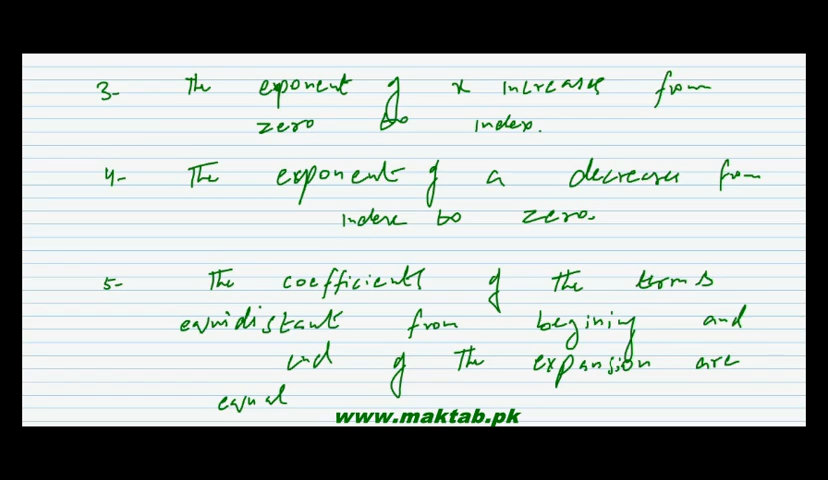 3- The exponent of x increases from
zero to index.
4- The exponent of a decreases from
index to zero.
5- The coefficients of the terms
equidistant from begining and
end of the expansion are
equal
www.maktab.pk